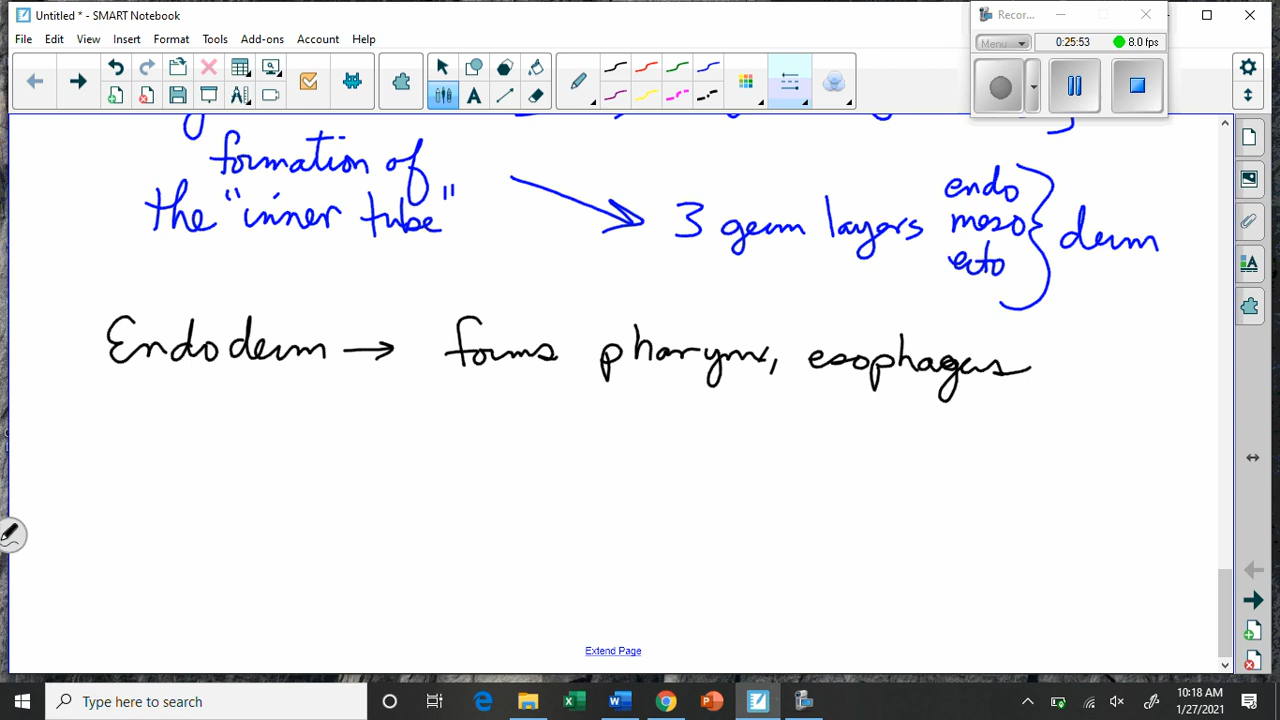 Untitled * - SMART Notebook
Recor...
File Edit View Insert Format Tools Add-ons Account Help
Menu
0:25:53
8.0 fps
formation of
the "inner tube"
3 germ layers
endo
meso
ecto
derm
Endoderm → forms pharynx, esophagus
Extend Page
Type here to search
10:18 AM
1/27/2021